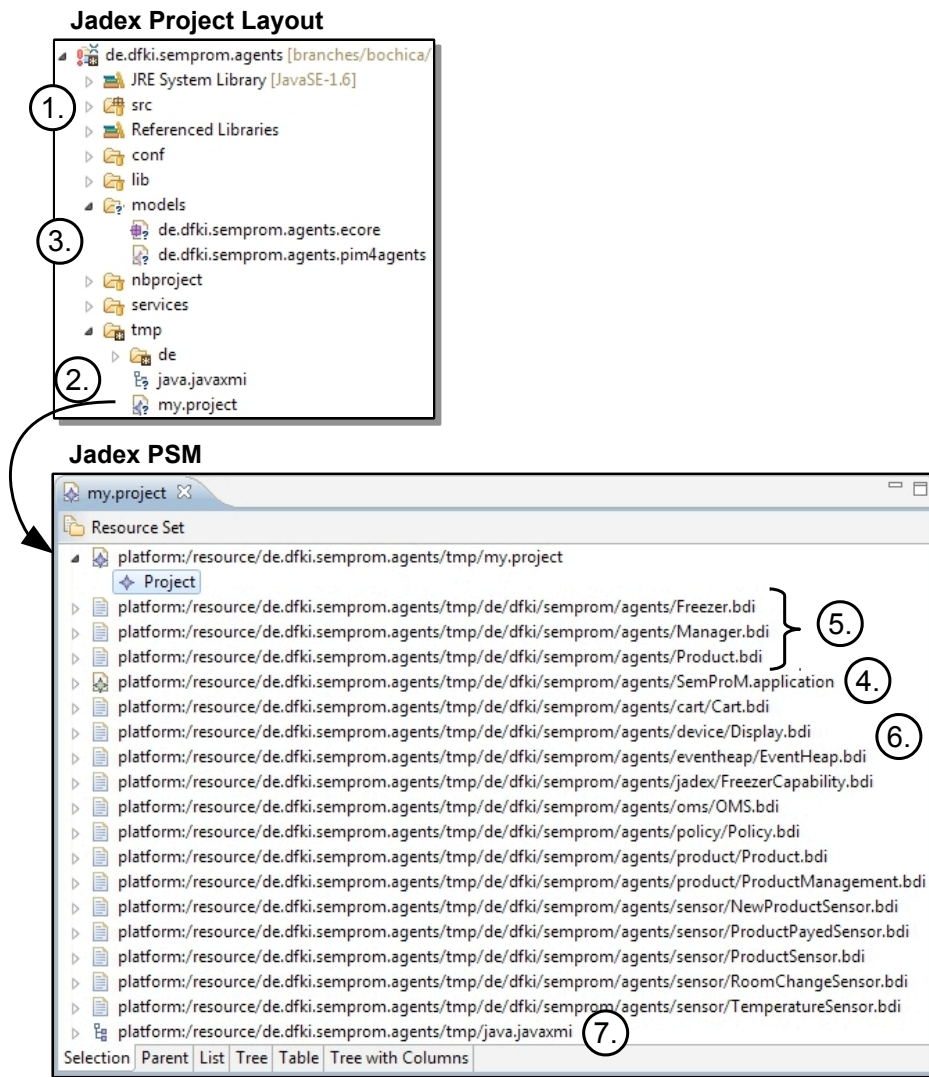 Jadex Project Layout
de.dfki.semprom.agents [branches/bochica/
JRE System Library [JavaSE-1.6]
1.
src
Referenced Libraries
conf
lib
models
3.
de.dfki.semprom.agents.ecore
de.dfki.semprom.agents.pim4agents
nbproject
services
tmp
de
2.
java.javaxmi
my.project
Jadex PSM
my.project
Resource Set
platform:/resource/de.dfki.semprom.agents/tmp/my.project
Project
platform:/resource/de.dfki.semprom.agents/tmp/de/dfki/semprom/agents/Freezer.bdi
platform:/resource/de.dfki.semprom.agents/tmp/de/dfki/semprom/agents/Manager.bdi
5.
platform:/resource/de.dfki.semprom.agents/tmp/de/dfki/semprom/agents/Product.bdi
platform:/resource/de.dfki.semprom.agents/tmp/de/dfki/semprom/agents/SemProM.application
4.
platform:/resource/de.dfki.semprom.agents/tmp/de/dfki/semprom/agents/cart/Cart.bdi
platform:/resource/de.dfki.semprom.agents/tmp/de/dfki/semprom/agents/device/Display.bdi
6.
platform:/resource/de.dfki.semprom.agents/tmp/de/dfki/semprom/agents/eventheap/EventHeap.bdi
platform:/resource/de.dfki.semprom.agents/tmp/de/dfki/semprom/agents/jadex/FreezerCapability.bdi
platform:/resource/de.dfki.semprom.agents/tmp/de/dfki/semprom/agents/oms/OMS.bdi
platform:/resource/de.dfki.semprom.agents/tmp/de/dfki/semprom/agents/policy/Policy.bdi
platform:/resource/de.dfki.semprom.agents/tmp/de/dfki/semprom/agents/product/Product.bdi
platform:/resource/de.dfki.semprom.agents/tmp/de/dfki/semprom/agents/product/ProductManagement.bdi
platform:/resource/de.dfki.semprom.agents/tmp/de/dfki/semprom/agents/sensor/NewProductSensor.bdi
platform:/resource/de.dfki.semprom.agents/tmp/de/dfki/semprom/agents/sensor/ProductPayedSensor.bdi
platform:/resource/de.dfki.semprom.agents/tmp/de/dfki/semprom/agents/sensor/ProductSensor.bdi
platform:/resource/de.dfki.semprom.agents/tmp/de/dfki/semprom/agents/sensor/RoomChangeSensor.bdi
platform:/resource/de.dfki.semprom.agents/tmp/de/dfki/semprom/agents/sensor/TemperatureSensor.bdi
platform:/resource/de.dfki.semprom.agents/tmp/java.javaxmi
7.
Selection Parent List Tree Table Tree with Columns